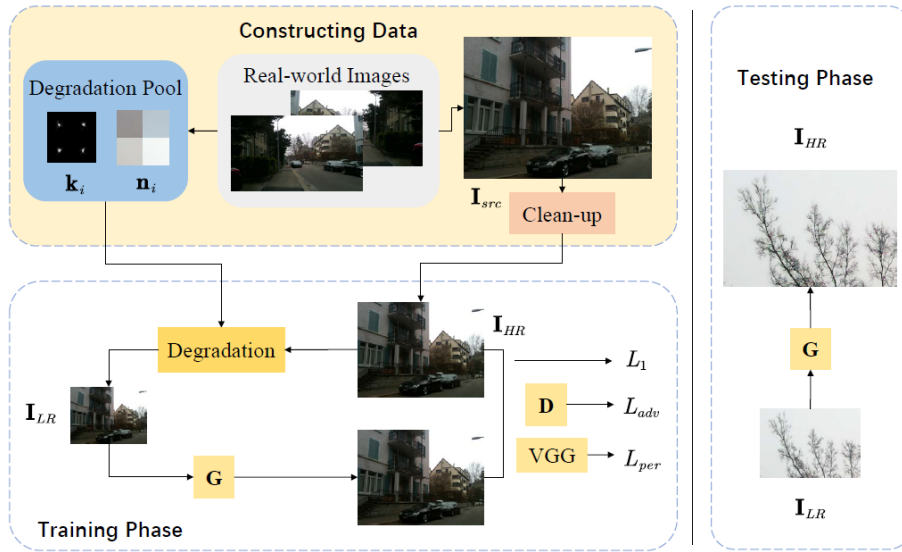 Constructing Data
Degradation Pool
k_i
n_i
Real-world Images
I_src
Clean-up
Testing Phase
I_HR
G
I_LR
Degradation
I_HR
L_1
D
L_adv
VGG
L_per
I_LR
G
Training Phase